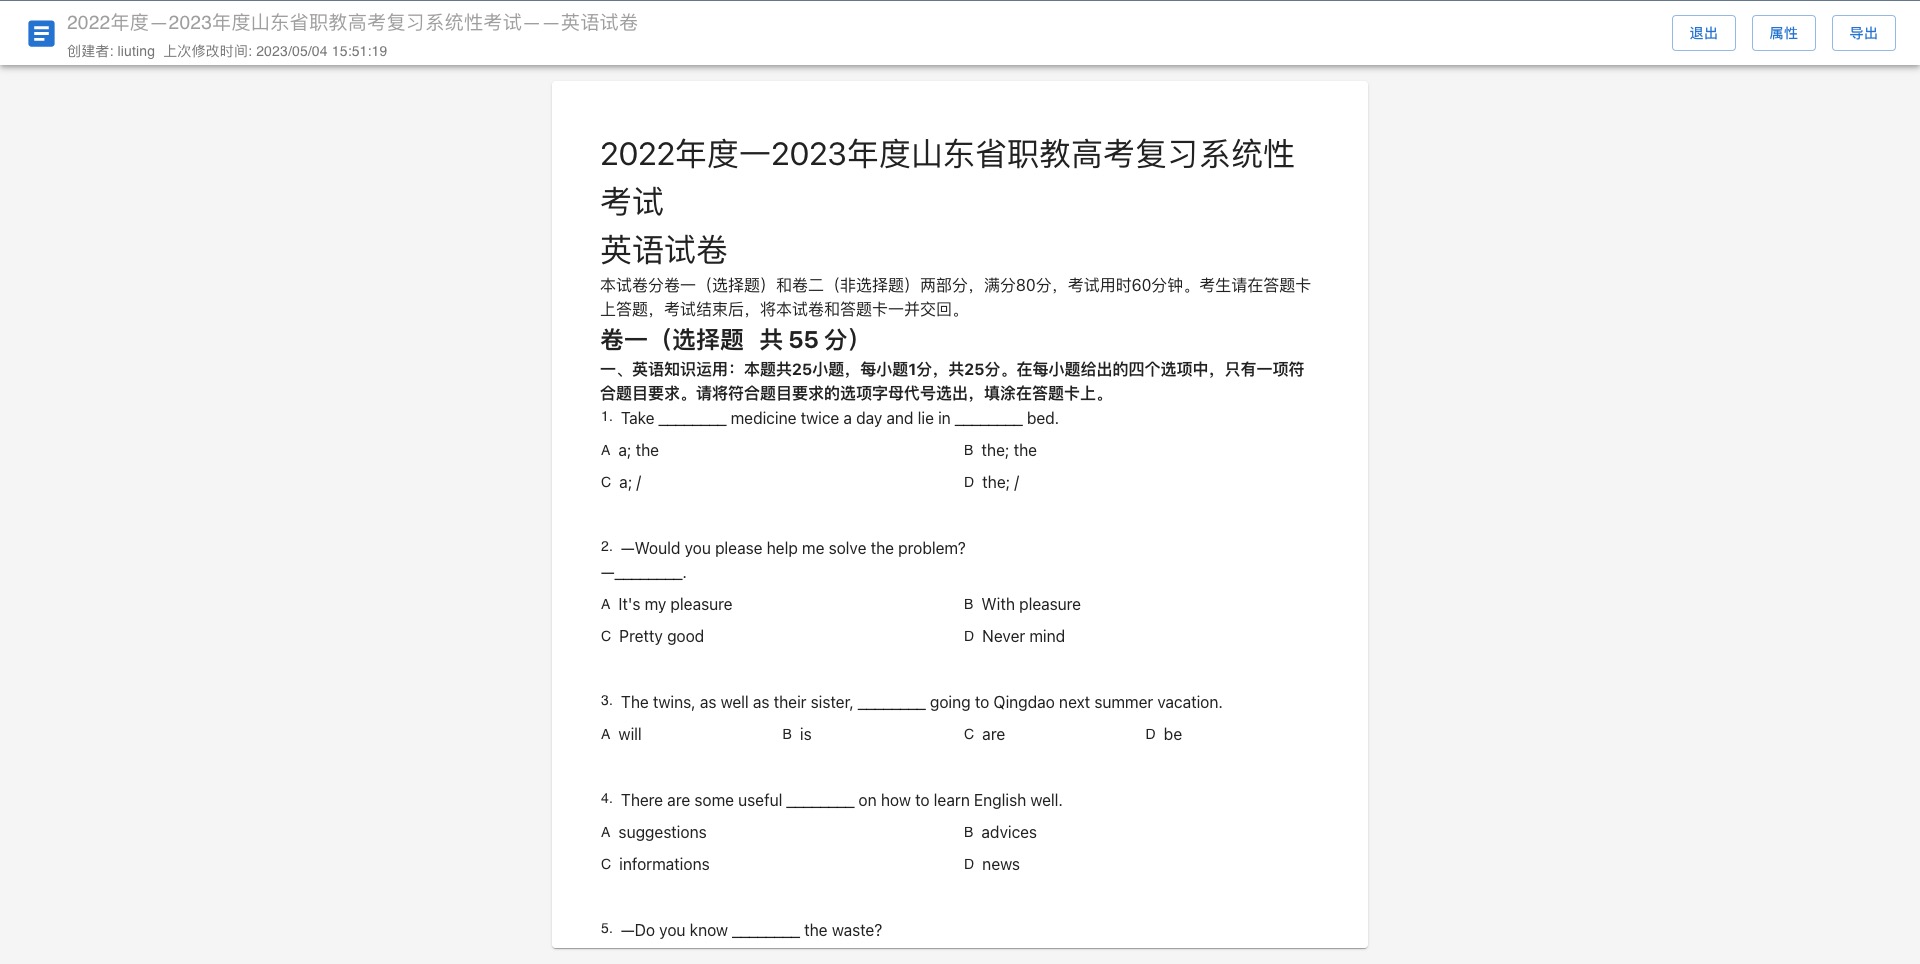 2022年度—2023年度山东省职教高考复习系统性考试——英语试卷
创建者: liuting 上次修改时间: 2023/05/04 15:51:19
退出 属性 导出
2022年度—2023年度山东省职教高考复习系统性
考试
英语试卷
本试卷分卷一（选择题）和卷二（非选择题）两部分，满分80分，考试用时60分钟。考生请在答题卡
上答题，考试结束后，将本试卷和答题卡一并交回。
卷一（选择题 共 55 分）
一、英语知识运用：本题共25小题，每小题1分，共25分。在每小题给出的四个选项中，只有一项符
合题目要求。请将符合题目要求的选项字母代号选出，填涂在答题卡上。
1. Take ________ medicine twice a day and lie in ________ bed.
A a; the B the; the
C a; / D the; /
2. —Would you please help me solve the problem?
—________.
A It's my pleasure B With pleasure
C Pretty good D Never mind
3. The twins, as well as their sister, ________ going to Qingdao next summer vacation.
A will B is C are D be
4. There are some useful ________ on how to learn English well.
A suggestions B advices
C informations D news
5. —Do you know ________ the waste?